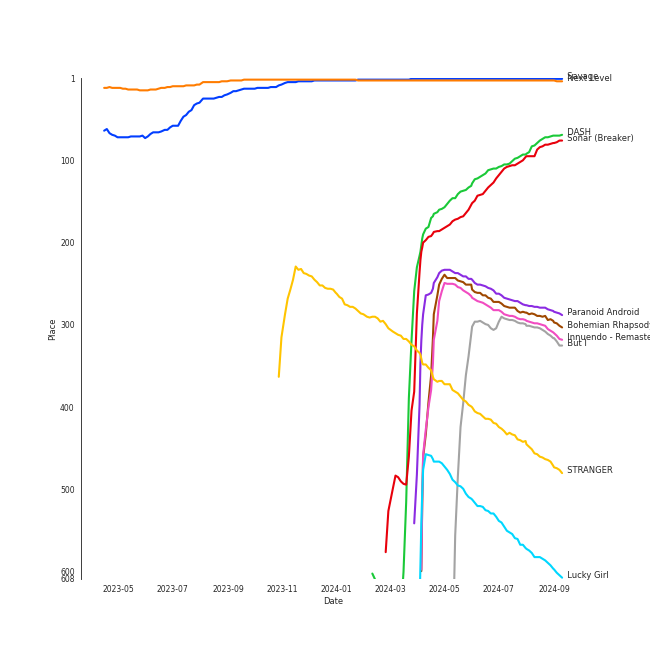 1
100
200
300
400
500
600
608
Place
2023-05
2023-07
2023-09
2023-11
2024-01
2024-03
2024-05
2024-07
2024-09
Date
Savage
Next Level
DASH
Sonar (Breaker)
Paranoid Android
Bohemian Rhapsody
Innuendo - Remaste
But I
STRANGER
Lucky Girl